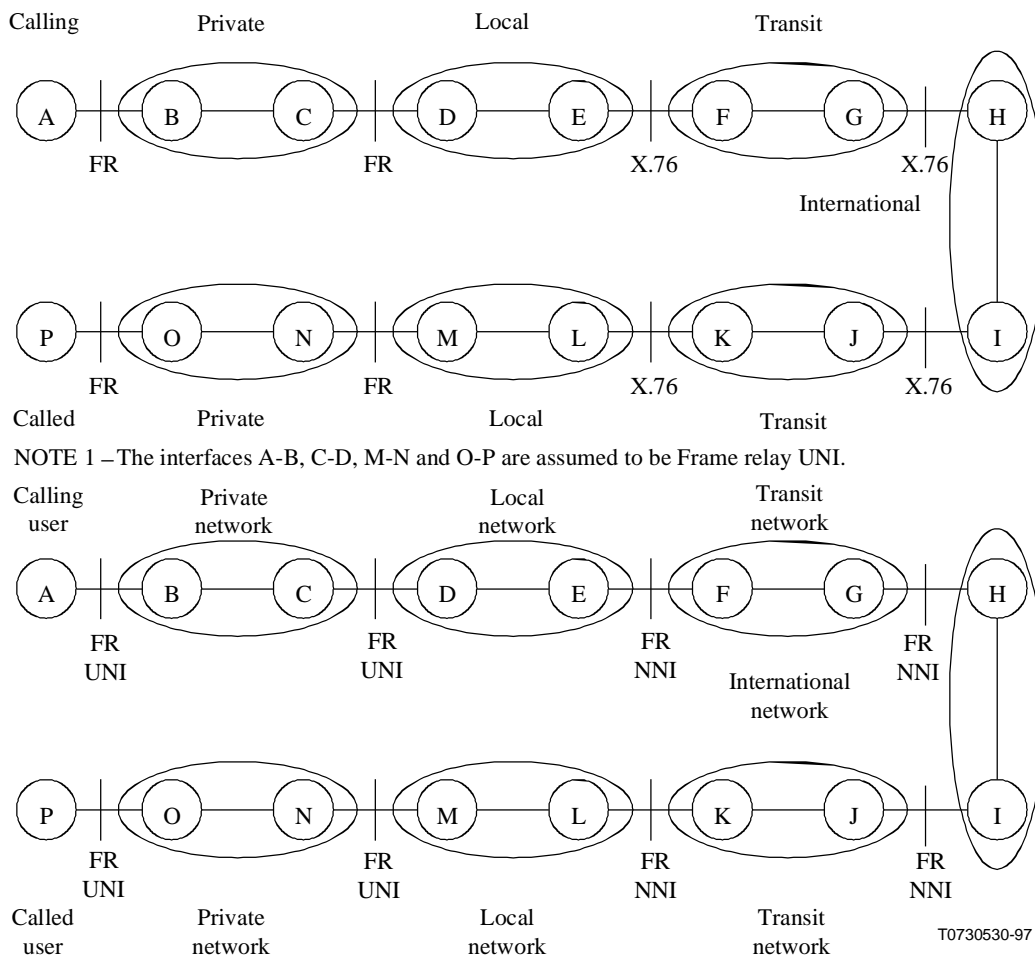 Calling Private Local Transit
A B C D E F G H
FR FR X.76 X.76
International
P O N M L K J I
FR FR X.76 X.76
Called Private Local Transit
NOTE 1 – The interfaces A-B, C-D, M-N and O-P are assumed to be Frame relay UNI.
Calling Private Local Transit
user network network network
A B C D E F G H
FR FR FR FR
UNI UNI NNI NNI
International
network
P O N M L K J I
FR FR FR FR
UNI UNI NNI NNI
Called Private Local Transit
user network network network
T0730530-97